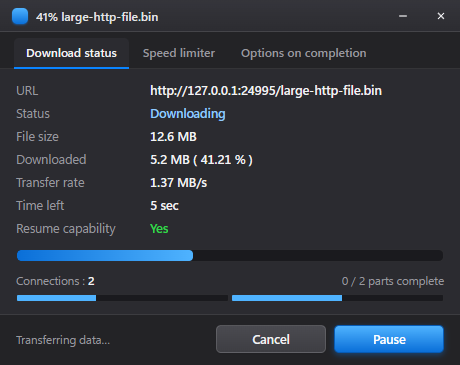 41% large-http-file.bin
Download status Speed limiter Options on completion
URL http://127.0.0.1:24995/large-http-file.bin
Status Downloading
File size 12.6 MB
Downloaded 5.2 MB ( 41.21 % )
Transfer rate 1.37 MB/s
Time left 5 sec
Resume capability Yes
Connections : 2 0 / 2 parts complete
Transferring data... Cancel Pause